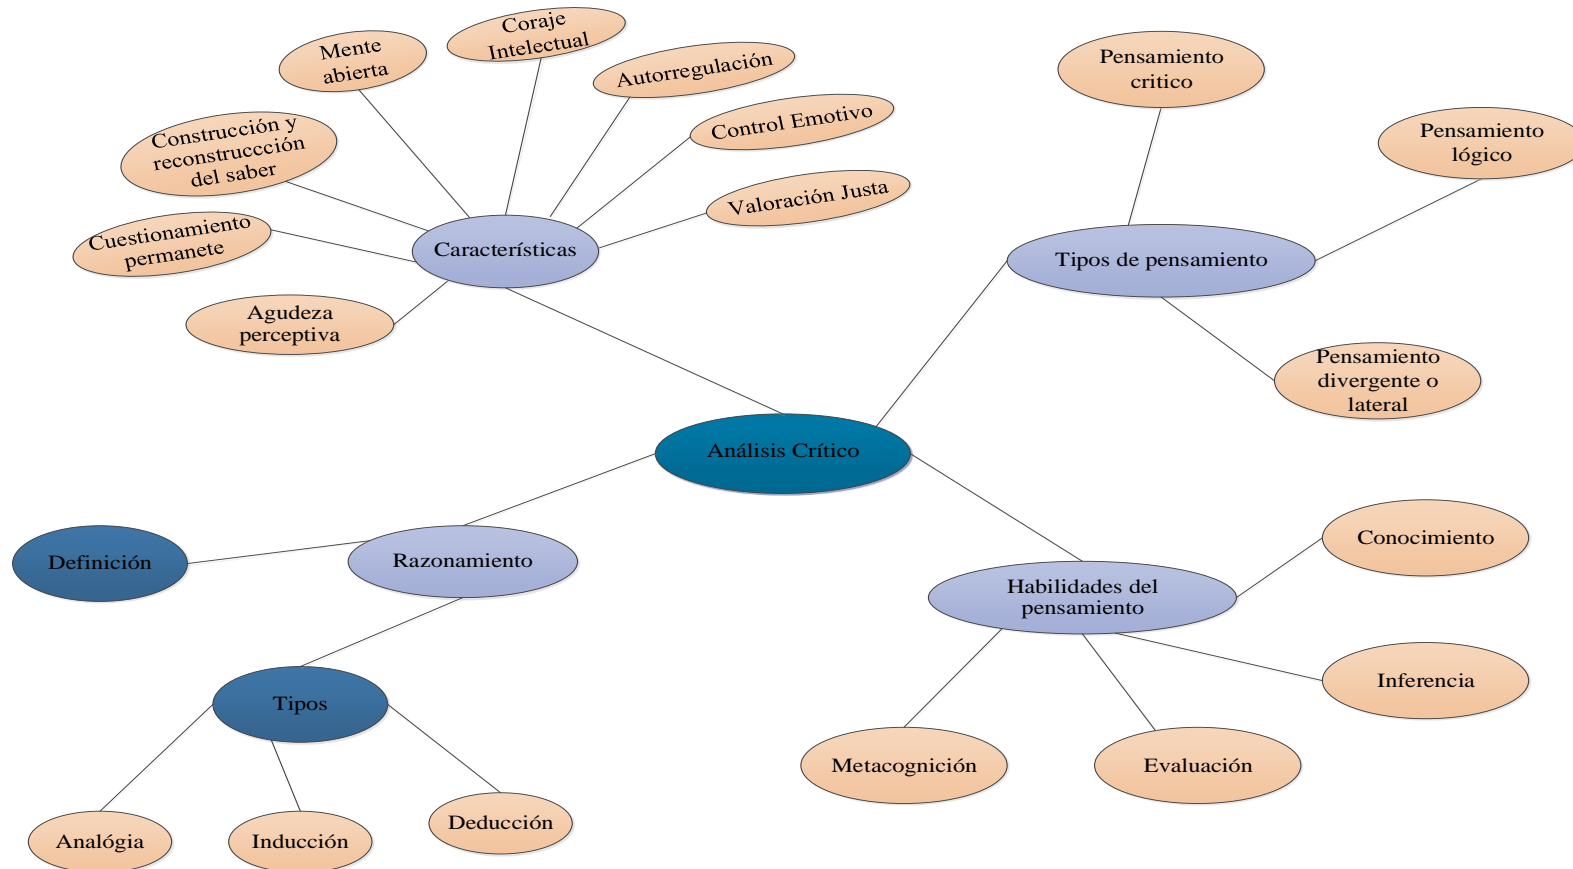 Coraje
Intelectual
Mente
abierta
Autorregulación
Pensamiento
critico
Control Emotivo
Construcción y
reconstruccción
del saber
Pensamiento
lógico
Valoración Justa
Cuestionamiento
permanete
Características
Tipos de pensamiento
Agudeza
perceptiva
Pensamiento
divergente o
lateral
Análisis Crítico
Definición
Razonamiento
Conocimiento
Habilidades del
pensamiento
Inferencia
Tipos
Metacognición
Evaluación
Analógia
Inducción
Deducción